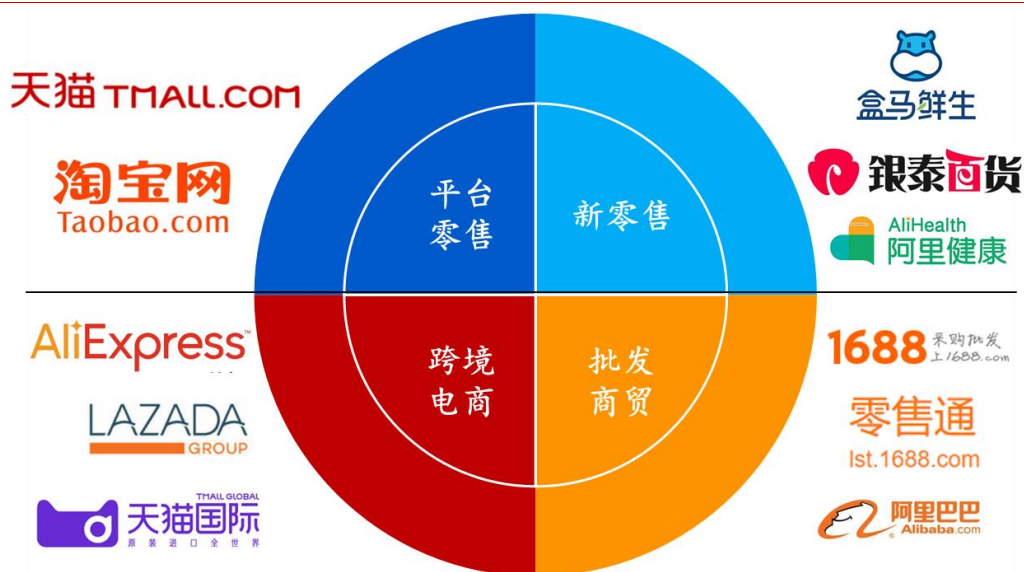 天猫 TMALL.COM
淘宝网
Taobao.com
平台
零售
新零售
盒马鲜生
银泰百货
AliHealth
阿里健康
AliExpress™
LAZADA
GROUP
TMALL GLOBAL
天猫国际
原装进口全世界
跨境
电商
批发
商贸
1688
采购批发
上1688.com
零售通
lst.1688.com
阿里巴巴
Alibaba.com